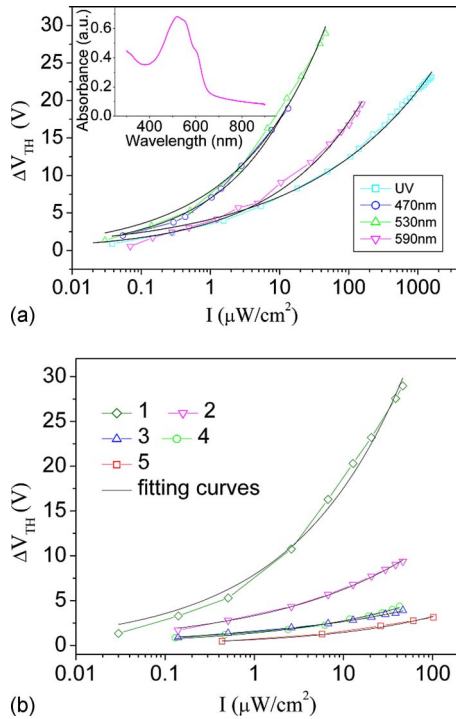 0.6
0.4
0.2
0.0
Absorbance (a.u.)
400 600 800
Wavelength (nm)
30
25
20
15
10
5
0
ΔV_TH (V)
UV
470nm
530nm
590nm
0.01 0.1 1 10 100 1000
I (μW/cm²)
(a)
30
25
20
15
10
5
0
ΔV_TH (V)
1 2
3 4
5
fitting curves
0.1 1 10 100
I (μW/cm²)
(b)